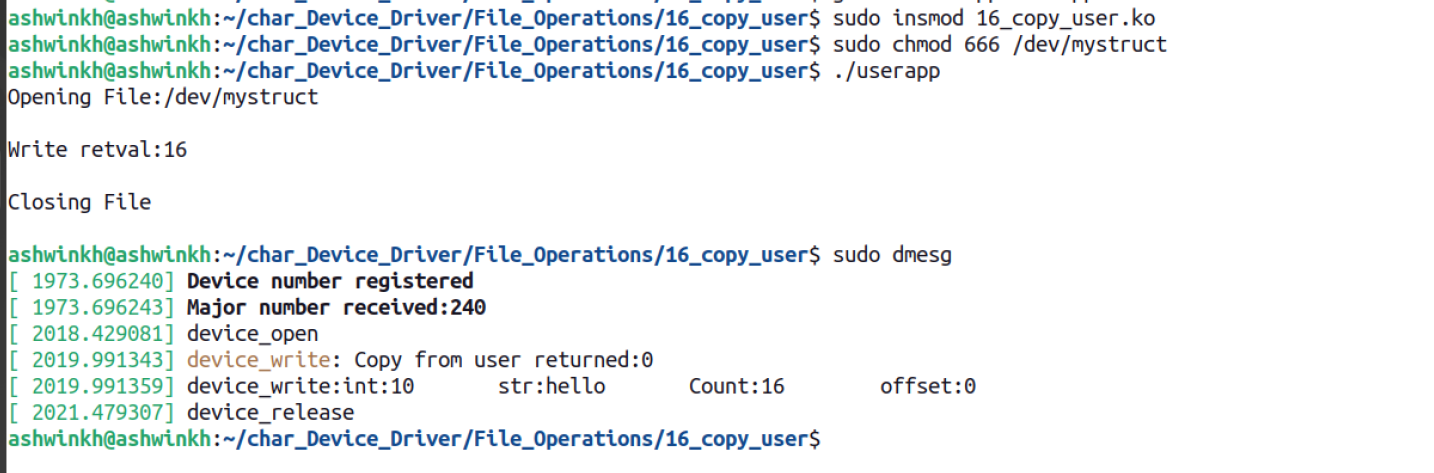 ashwinkh@ashwinkh:~/char_Device_Driver/File_Operations/16_copy_user$ sudo insmod 16_copy_user.ko
ashwinkh@ashwinkh:~/char_Device_Driver/File_Operations/16_copy_user$ sudo chmod 666 /dev/mystruct
ashwinkh@ashwinkh:~/char_Device_Driver/File_Operations/16_copy_user$ ./userapp
Opening File:/dev/mystruct
Write retval:16
Closing File
ashwinkh@ashwinkh:~/char_Device_Driver/File_Operations/16_copy_user$ sudo dmesg
[ 1973.696240] Device number registered
[ 1973.696243] Major number received:240
[ 2018.429081] device_open
[ 2019.991343] device_write: Copy from user returned:0
[ 2019.991359] device_write:int:10 str:hello Count:16 offset:0
[ 2021.479307] device_release
ashwinkh@ashwinkh:~/char_Device_Driver/File_Operations/16_copy_user$